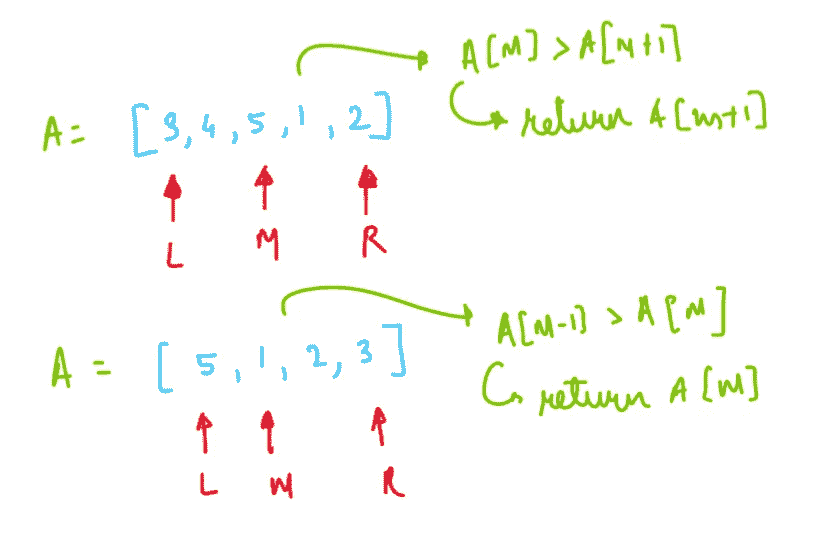 A[M] > A[M+1]
return A[m+1]
A = [3, 4, 5, 1, 2]
L M R
A[M-1] > A[M]
return A[M]
A = [5, 1, 2, 3]
L M R